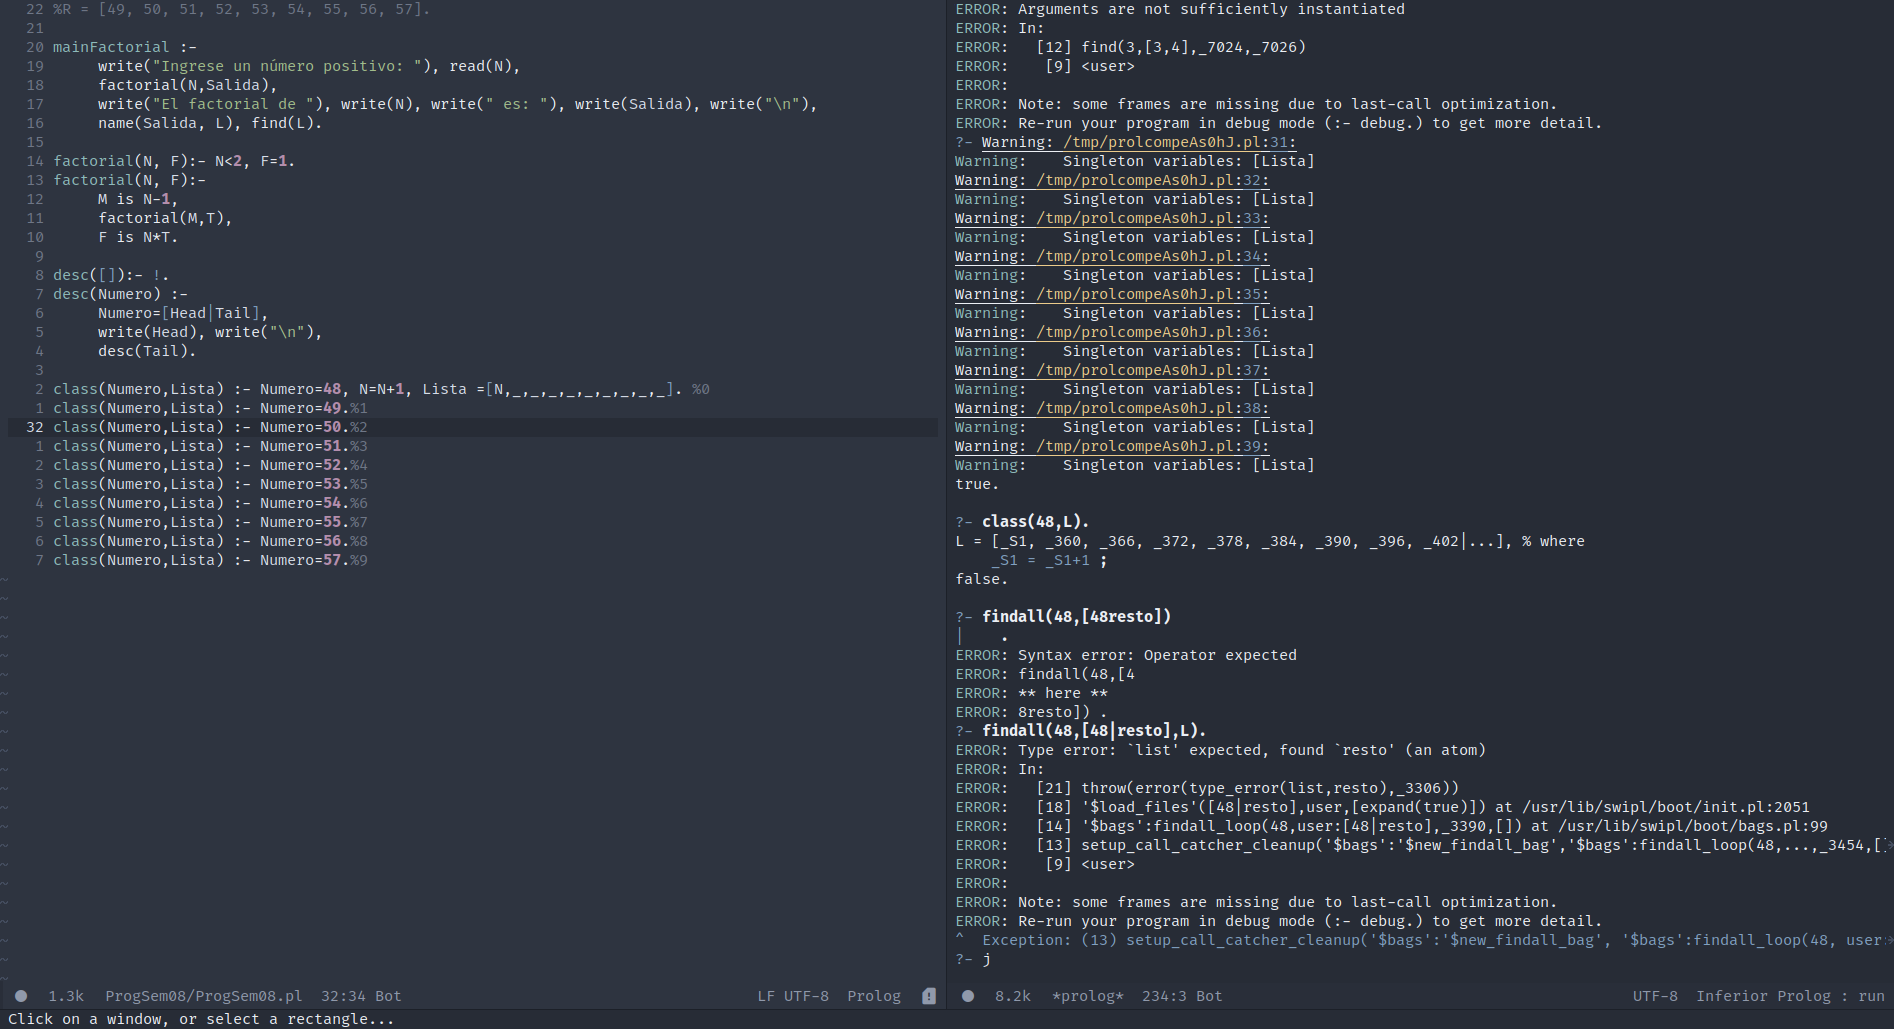 22 %R = [49, 50, 51, 52, 53, 54, 55, 56, 57].
21
20 mainFactorial :-
19 write("Ingrese un número positivo: "), read(N),
18 factorial(N,Salida),
17 write("El factorial de "), write(N), write(" es: "), write(Salida), write("\n"),
16 name(Salida, L), find(L).
15
14 factorial(N, F):- N<2, F=1.
13 factorial(N, F):-
12 M is N-1,
11 factorial(M,T),
10 F is N*T.
9
8 desc([]):- !.
7 desc(Numero) :-
6 Numero=[Head|Tail],
5 write(Head), write("\n"),
4 desc(Tail).
3
2 class(Numero,Lista) :- Numero=48, N=N+1, Lista =[N,_,_,_,_,_,_,_,_,_]. %0
1 class(Numero,Lista) :- Numero=49.%1
32 class(Numero,Lista) :- Numero=50.%2
1 class(Numero,Lista) :- Numero=51.%3
2 class(Numero,Lista) :- Numero=52.%4
3 class(Numero,Lista) :- Numero=53.%5
4 class(Numero,Lista) :- Numero=54.%6
5 class(Numero,Lista) :- Numero=55.%7
6 class(Numero,Lista) :- Numero=56.%8
7 class(Numero,Lista) :- Numero=57.%9
1.3k ProgSem08/ProgSem08.pl 32:34 Bot LF UTF-8 Prolog
ERROR: Arguments are not sufficiently instantiated
ERROR: In:
ERROR: [12] find(3,[3,4],_7024,_7026)
ERROR: [9] <user>
ERROR:
ERROR: Note: some frames are missing due to last-call optimization.
ERROR: Re-run your program in debug mode (:- debug.) to get more detail.
?- Warning: /tmp/prolcompeAs0hJ.pl:31:
Warning: Singleton variables: [Lista]
Warning: /tmp/prolcompeAs0hJ.pl:32:
Warning: Singleton variables: [Lista]
Warning: /tmp/prolcompeAs0hJ.pl:33:
Warning: Singleton variables: [Lista]
Warning: /tmp/prolcompeAs0hJ.pl:34:
Warning: Singleton variables: [Lista]
Warning: /tmp/prolcompeAs0hJ.pl:35:
Warning: Singleton variables: [Lista]
Warning: /tmp/prolcompeAs0hJ.pl:36:
Warning: Singleton variables: [Lista]
Warning: /tmp/prolcompeAs0hJ.pl:37:
Warning: Singleton variables: [Lista]
Warning: /tmp/prolcompeAs0hJ.pl:38:
Warning: Singleton variables: [Lista]
Warning: /tmp/prolcompeAs0hJ.pl:39:
Warning: Singleton variables: [Lista]
true.
?- class(48,L).
L = [_S1, _360, _366, _372, _378, _384, _390, _396, _402|...], % where
_S1 = _S1+1 ;
false.
?- findall(48,[48resto])
| .
ERROR: Syntax error: Operator expected
ERROR: findall(48,[4
ERROR: ** here **
ERROR: 8resto]) .
?- findall(48,[48|resto],L).
ERROR: Type error: `list' expected, found `resto' (an atom)
ERROR: In:
ERROR: [21] throw(error(type_error(list,resto),_3306))
ERROR: [18] '$load_files'([48|resto],user,[expand(true)]) at /usr/lib/swipl/boot/init.pl:2051
ERROR: [14] '$bags':findall_loop(48,user:[48|resto],_3390,[]) at /usr/lib/swipl/boot/bags.pl:99
ERROR: [13] setup_call_catcher_cleanup('$bags':'$new_findall_bag','$bags':findall_loop(48,...,_3454,[
ERROR: [9] <user>
ERROR:
ERROR: Note: some frames are missing due to last-call optimization.
ERROR: Re-run your program in debug mode (:- debug.) to get more detail.
^ Exception: (13) setup_call_catcher_cleanup('$bags':'$new_findall_bag', '$bags':findall_loop(48, user:
?- j
8.2k *prolog* 234:3 Bot UTF-8 Inferior Prolog : run
Click on a window, or select a rectangle...